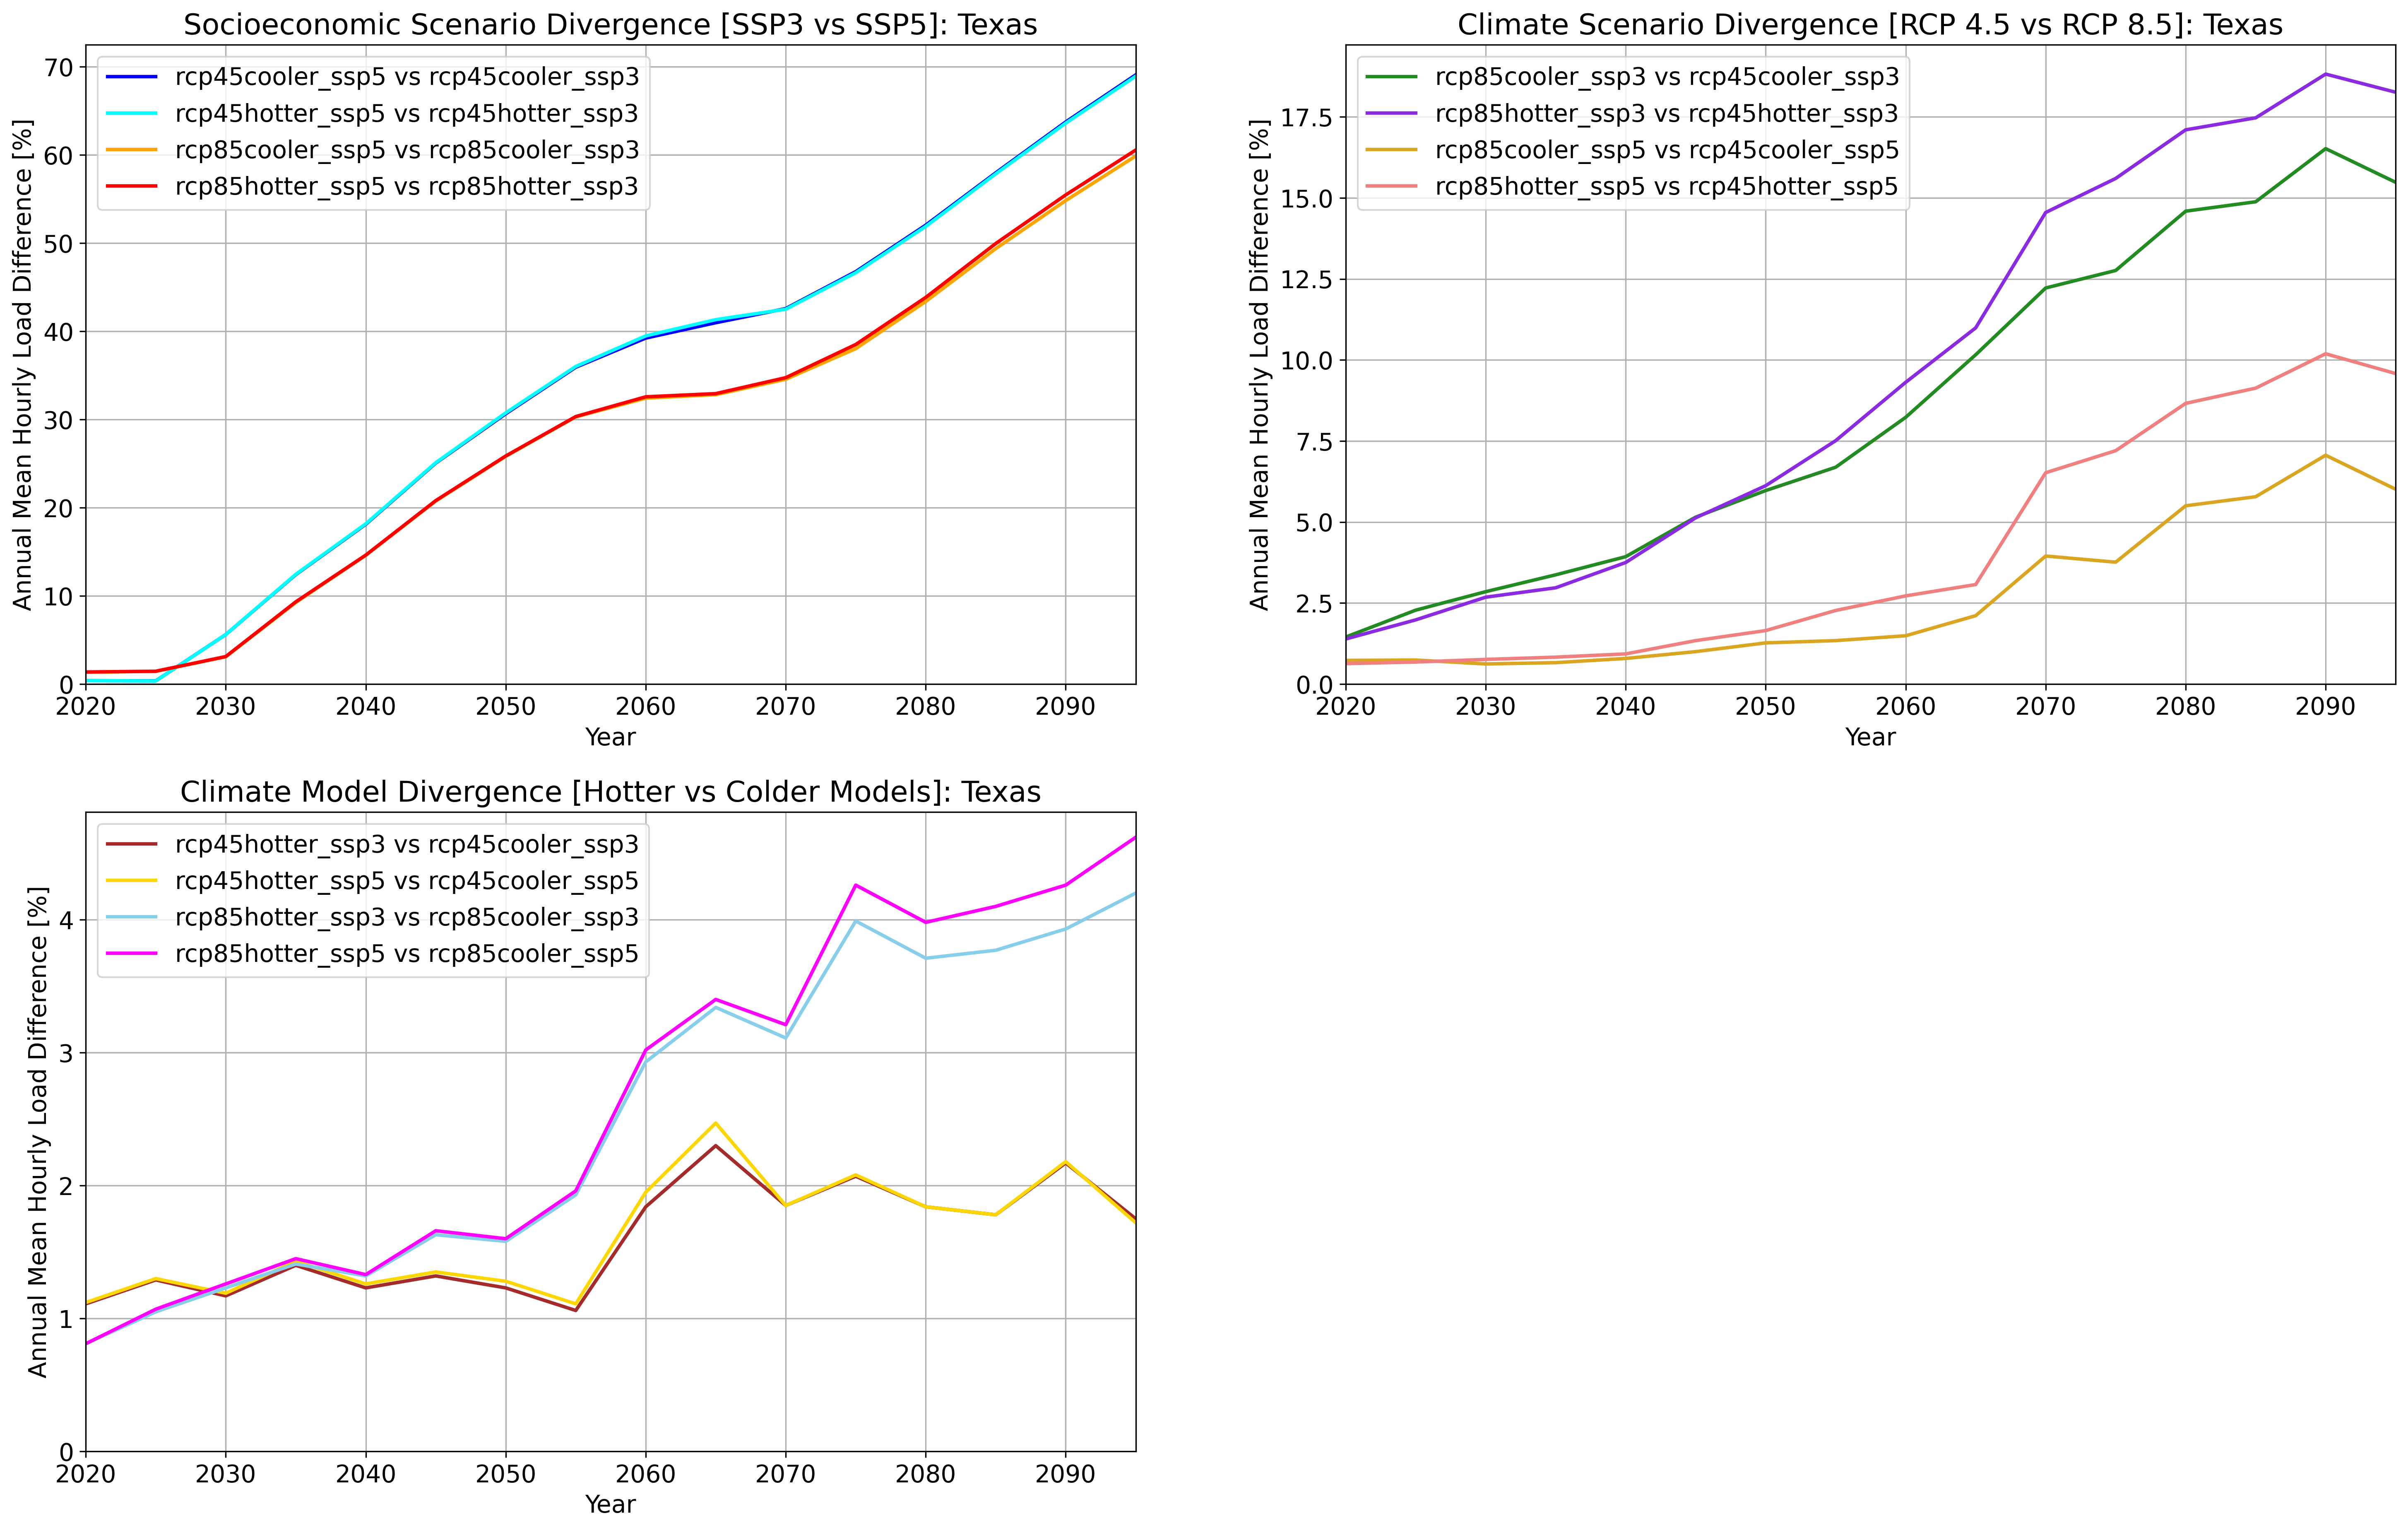 Socioeconomic Scenario Divergence [SSP3 vs SSP5]: Texas
Annual Mean Hourly Load Difference [%]
70
60
50
40
30
20
10
0
rcp45cooler_ssp5 vs rcp45cooler_ssp3
rcp45hotter_ssp5 vs rcp45hotter_ssp3
rcp85cooler_ssp5 vs rcp85cooler_ssp3
rcp85hotter_ssp5 vs rcp85hotter_ssp3
2020 2030 2040 2050 2060 2070 2080 2090
Year
Climate Scenario Divergence [RCP 4.5 vs RCP 8.5]: Texas
Annual Mean Hourly Load Difference [%]
17.5
15.0
12.5
10.0
7.5
5.0
2.5
0.0
rcp85cooler_ssp3 vs rcp45cooler_ssp3
rcp85hotter_ssp3 vs rcp45hotter_ssp3
rcp85cooler_ssp5 vs rcp45cooler_ssp5
rcp85hotter_ssp5 vs rcp45hotter_ssp5
2020 2030 2040 2050 2060 2070 2080 2090
Year
Climate Model Divergence [Hotter vs Colder Models]: Texas
Annual Mean Hourly Load Difference [%]
4
3
2
1
0
rcp45hotter_ssp3 vs rcp45cooler_ssp3
rcp45hotter_ssp5 vs rcp45cooler_ssp5
rcp85hotter_ssp3 vs rcp85cooler_ssp3
rcp85hotter_ssp5 vs rcp85cooler_ssp5
2020 2030 2040 2050 2060 2070 2080 2090
Year